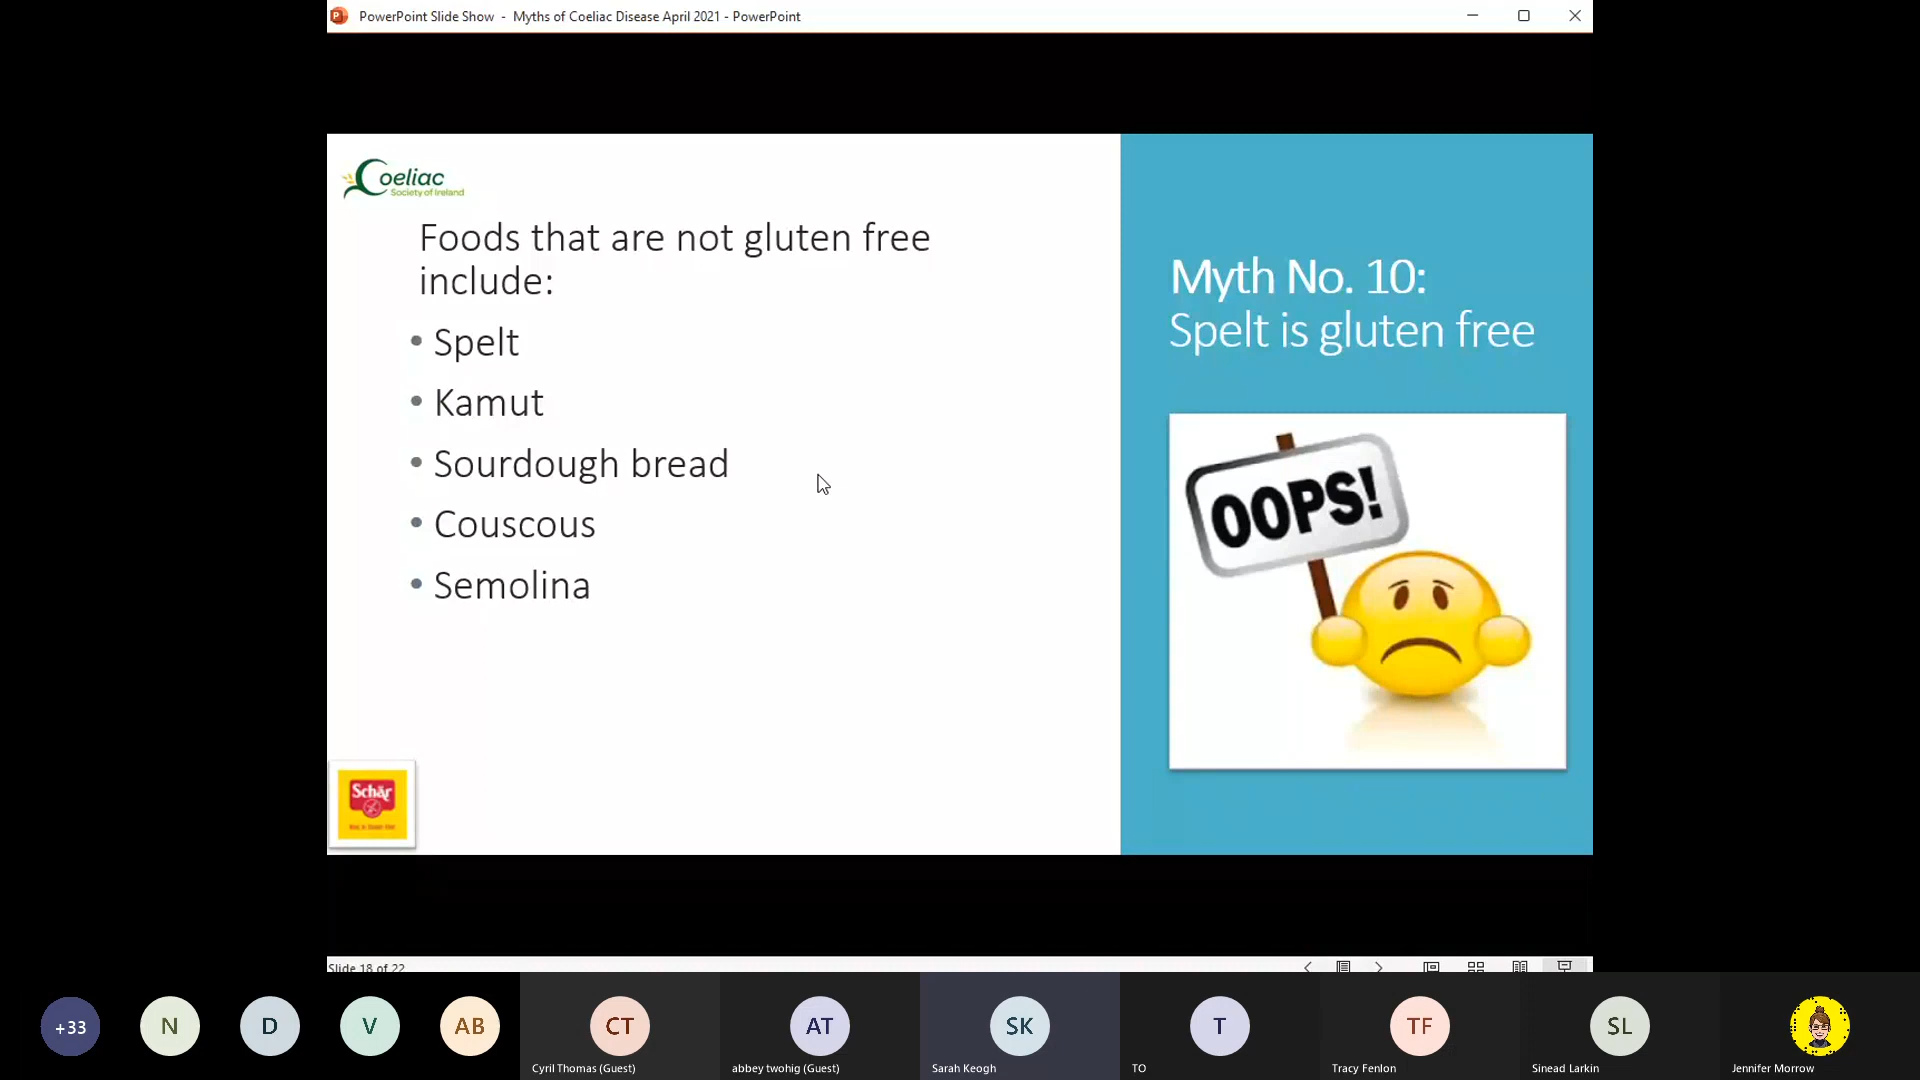 PowerPoint Slide Show - Myths of Coeliac Disease April 2021 - PowerPoint
Coeliac
Society of Ireland
Foods that are not gluten free
include:
• Spelt
• Kamut
• Sourdough bread
• Couscous
• Semolina
Myth No. 10:
Spelt is gluten free
OOPS!
Schär
Slide 18 of 22
+33
N
D
V
AB
CT
Cyril Thomas (Guest)
AT
abbey twohig (Guest)
SK
Sarah Keogh
T
TO
TF
Tracy Fenlon
SL
Sinead Larkin
Jennifer Morrow